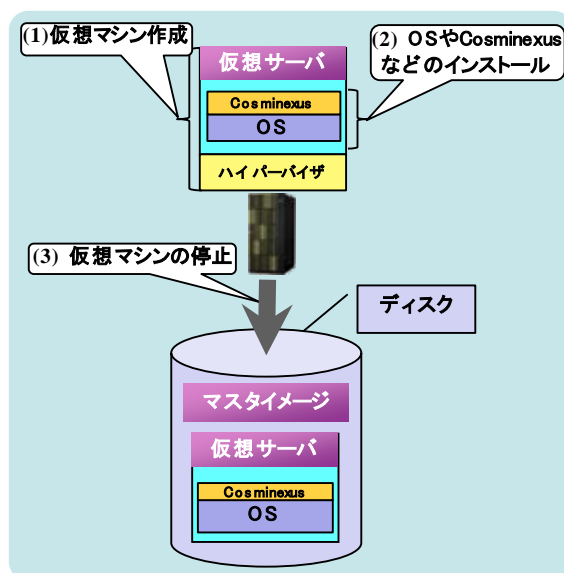 (1)仮想マシン作成
(2) OSやCosminexus
などのインストール
仮想サーバ
Cosminexus
OS
ハイパーバイザ
(3) 仮想マシンの停止
ディスク
マスタイメージ
仮想サーバ
Cosminexus
OS